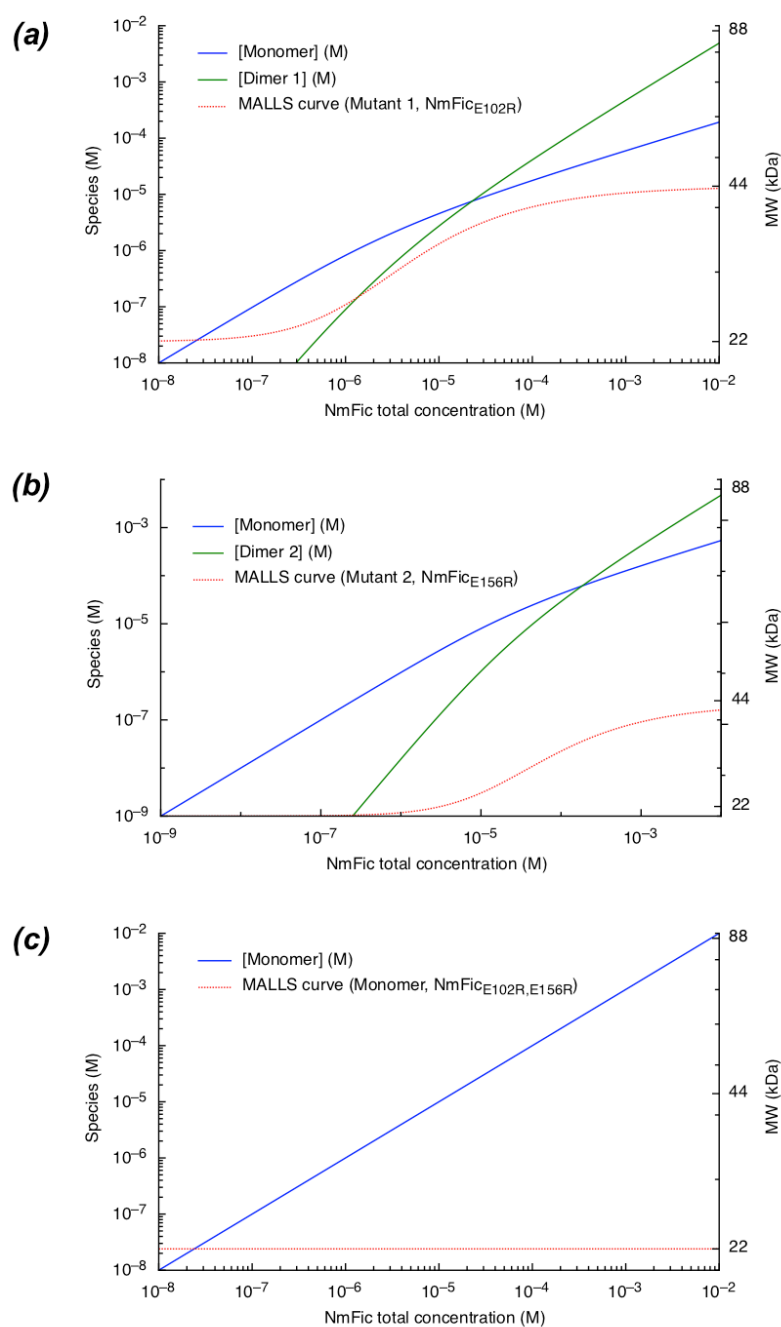 (a)
[Monomer] (M)
[Dimer 1] (M)
MALLS curve (Mutant 1, NmFicE102R)
Species (M)
10–2
10–3
10–4
10–5
10–6
10–7
10–8
MW (kDa)
88
44
22
10–8 10–7 10–6 10–5 10–4 10–3 10–2
NmFic total concentration (M)
(b)
[Monomer] (M)
[Dimer 2] (M)
MALLS curve (Mutant 2, NmFicE156R)
Species (M)
10–3
10–5
10–7
10–9
MW (kDa)
88
44
22
10–9 10–7 10–5 10–3
NmFic total concentration (M)
(c)
[Monomer] (M)
MALLS curve (Monomer, NmFicE102R,E156R)
Species (M)
10–2
10–3
10–4
10–5
10–6
10–7
10–8
MW (kDa)
88
44
22
10–8 10–7 10–6 10–5 10–4 10–3 10–2
NmFic total concentration (M)